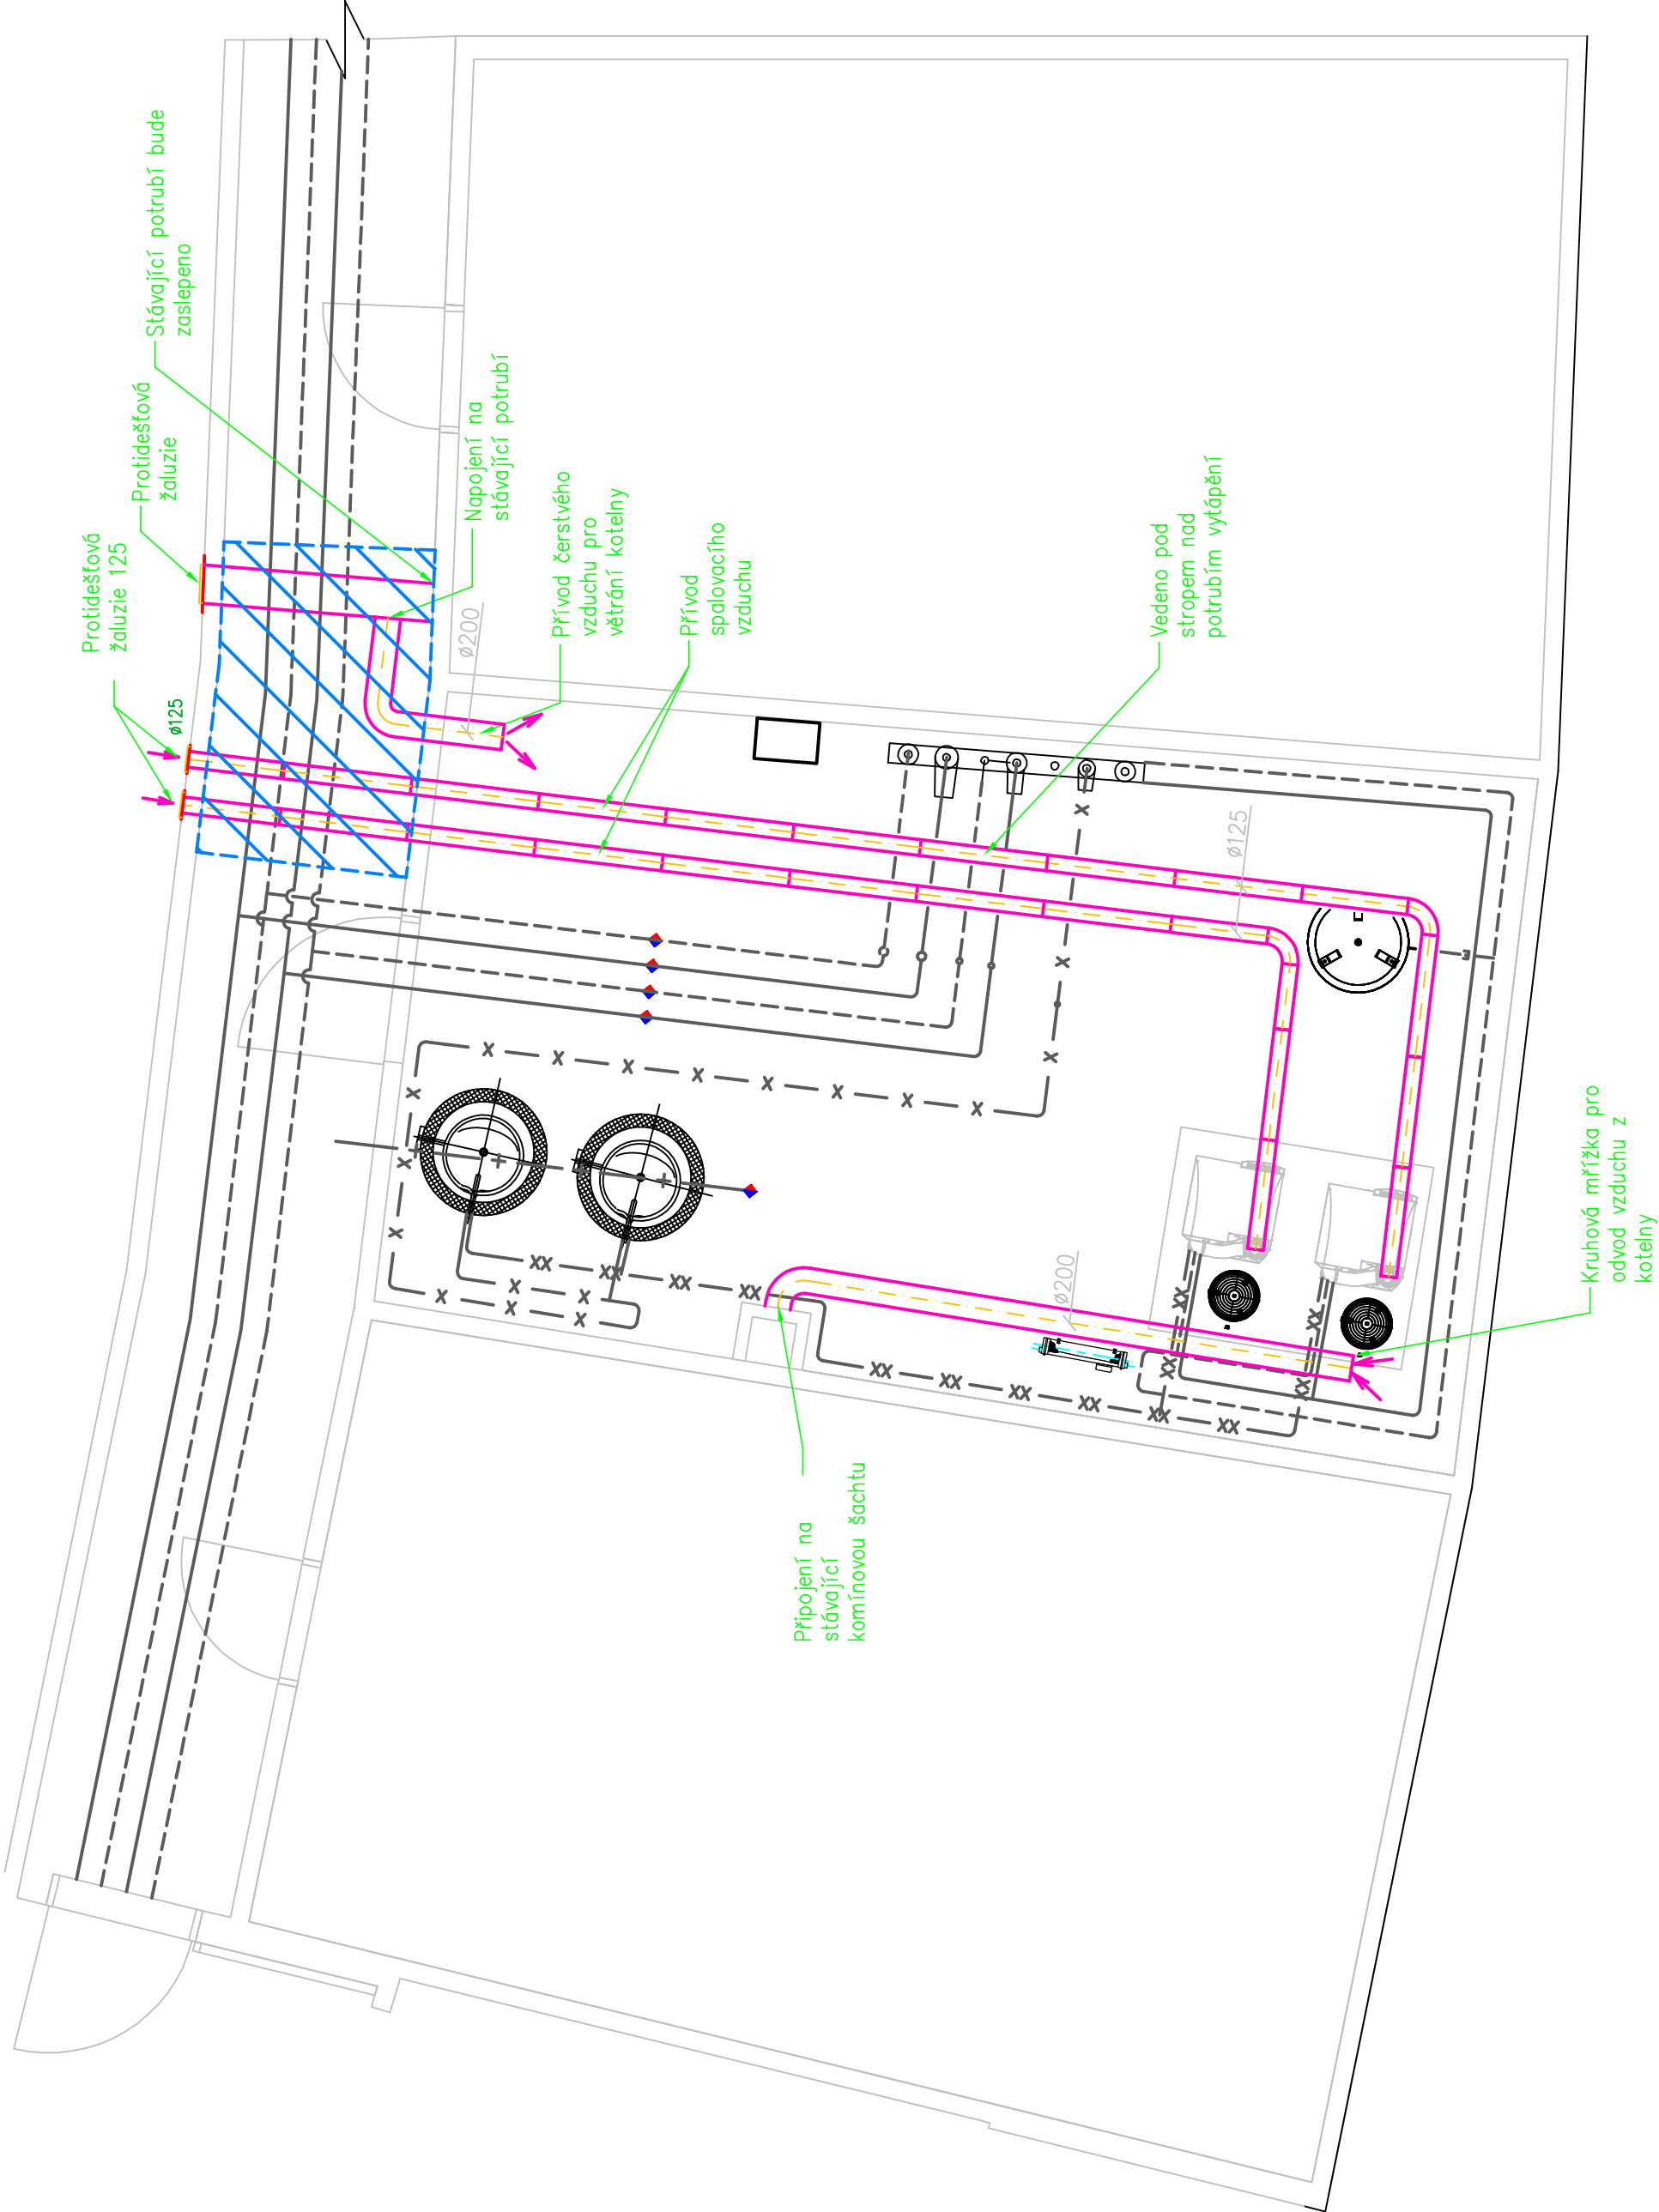 Protidešťová
žaluzie 125
Protidešťová
žaluzie
Stávající potrubí bude
zaslepeno
Napojení na
stávající potrubí
ø125
ø200
Přívod čerstvého
vzduchu pro
větrání kotelny
Přívod
spalovacího
vzduchu
Vedeno pod
stropem nad
potrubím vytápění
ø125
ø200
Kruhová mřížka pro
odvod vzduchu z
kotelny
Připojení na
stávající
komínovou šachtu